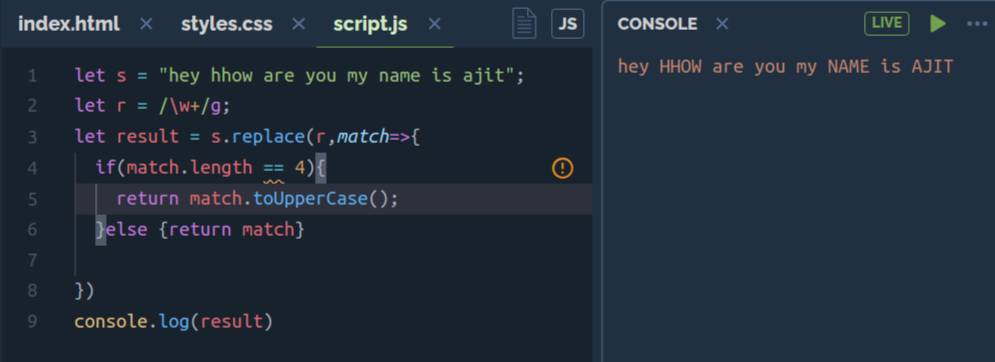 index.html × styles.css × script.js × JS
1 let s = "hey hhow are you my name is ajit";
2 let r = /\w+/g;
3 let result = s.replace(r,match=>{
4 if(match.length == 4){
5 return match.toUpperCase();
6 }else {return match}
7
8 })
9 console.log(result)
CONSOLE × LIVE
hey HHOW are you my NAME is AJIT